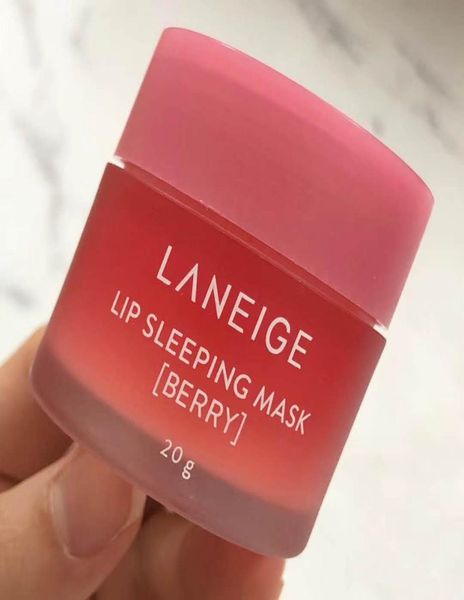 LANEIGE
LIP SLEEPING MASK
[BERRY]
20 g